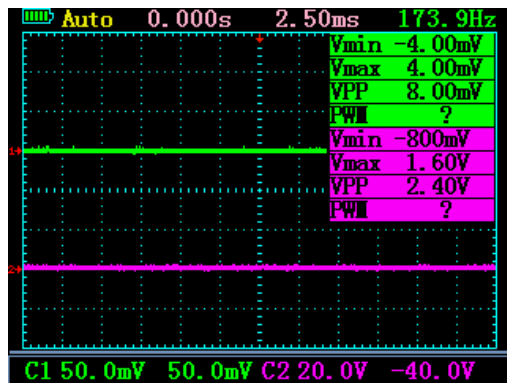 Auto 0.000s 2.50ms 173.9Hz
Vmin -4.00mV
Vmax 4.00mV
VPP 8.00mV
PWM ?
Vmin -800mV
Vmax 1.60V
VPP 2.40V
PWM ?
1
2
C1 50.0mV 50.0mV C2 20.0V -40.0V